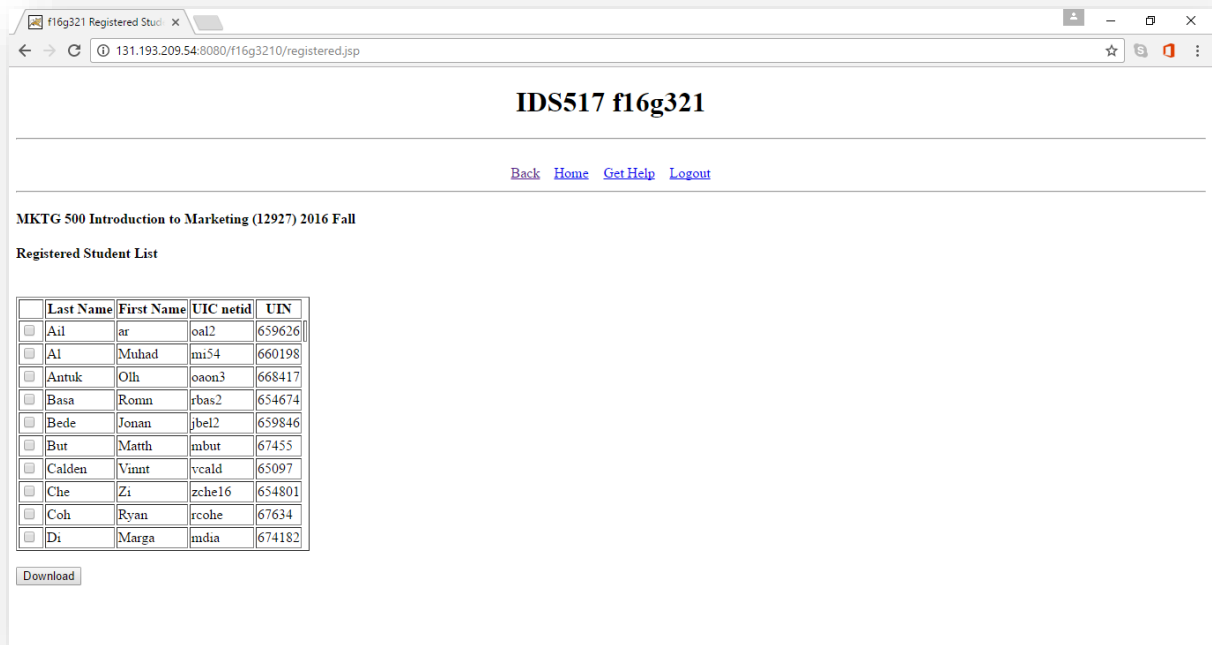 f16g321 Registered Stud
131.193.209.54:8080/f16g3210/registered.jsp
IDS517 f16g321
Back Home Get Help Logout
MKTG 500 Introduction to Marketing (12927) 2016 Fall
Registered Student List
Last Name First Name UIC netid UIN
Ail ar oal2 659626
Al Muhad mi54 660198
Antuk Olh oaon3 668417
Basa Romn rbas2 654674
Bede Jonan jbel2 659846
But Matth mbut 67455
Calden Vinnt vcald 65097
Che Zi zche16 654801
Coh Ryan rcohe 67634
Di Marga mdia 674182
Download